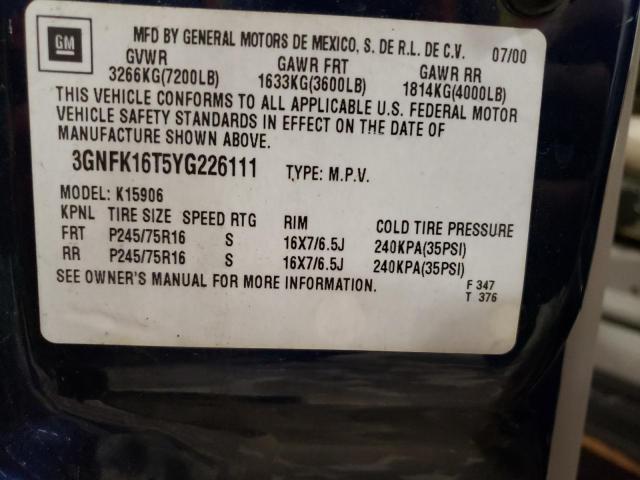 GM
MFD BY GENERAL MOTORS DE MEXICO, S. DE R.L. DE C.V. 07/00
GVWR GAWR FRT GAWR RR
3266KG(7200LB) 1633KG(3600LB) 1814KG(4000LB)
THIS VEHICLE CONFORMS TO ALL APPLICABLE U.S. FEDERAL MOTOR
VEHICLE SAFETY STANDARDS IN EFFECT ON THE DATE OF
MANUFACTURE SHOWN ABOVE.
3GNFK16T5YG226111 TYPE: M.P.V.
MODEL: K15906
KPNL TIRE SIZE SPEED RTG RIM COLD TIRE PRESSURE
FRT P245/75R16 S 16X7/6.5J 240KPA(35PSI)
RR P245/75R16 S 16X7/6.5J 240KPA(35PSI)
SEE OWNER'S MANUAL FOR MORE INFORMATION. F 347
T 376